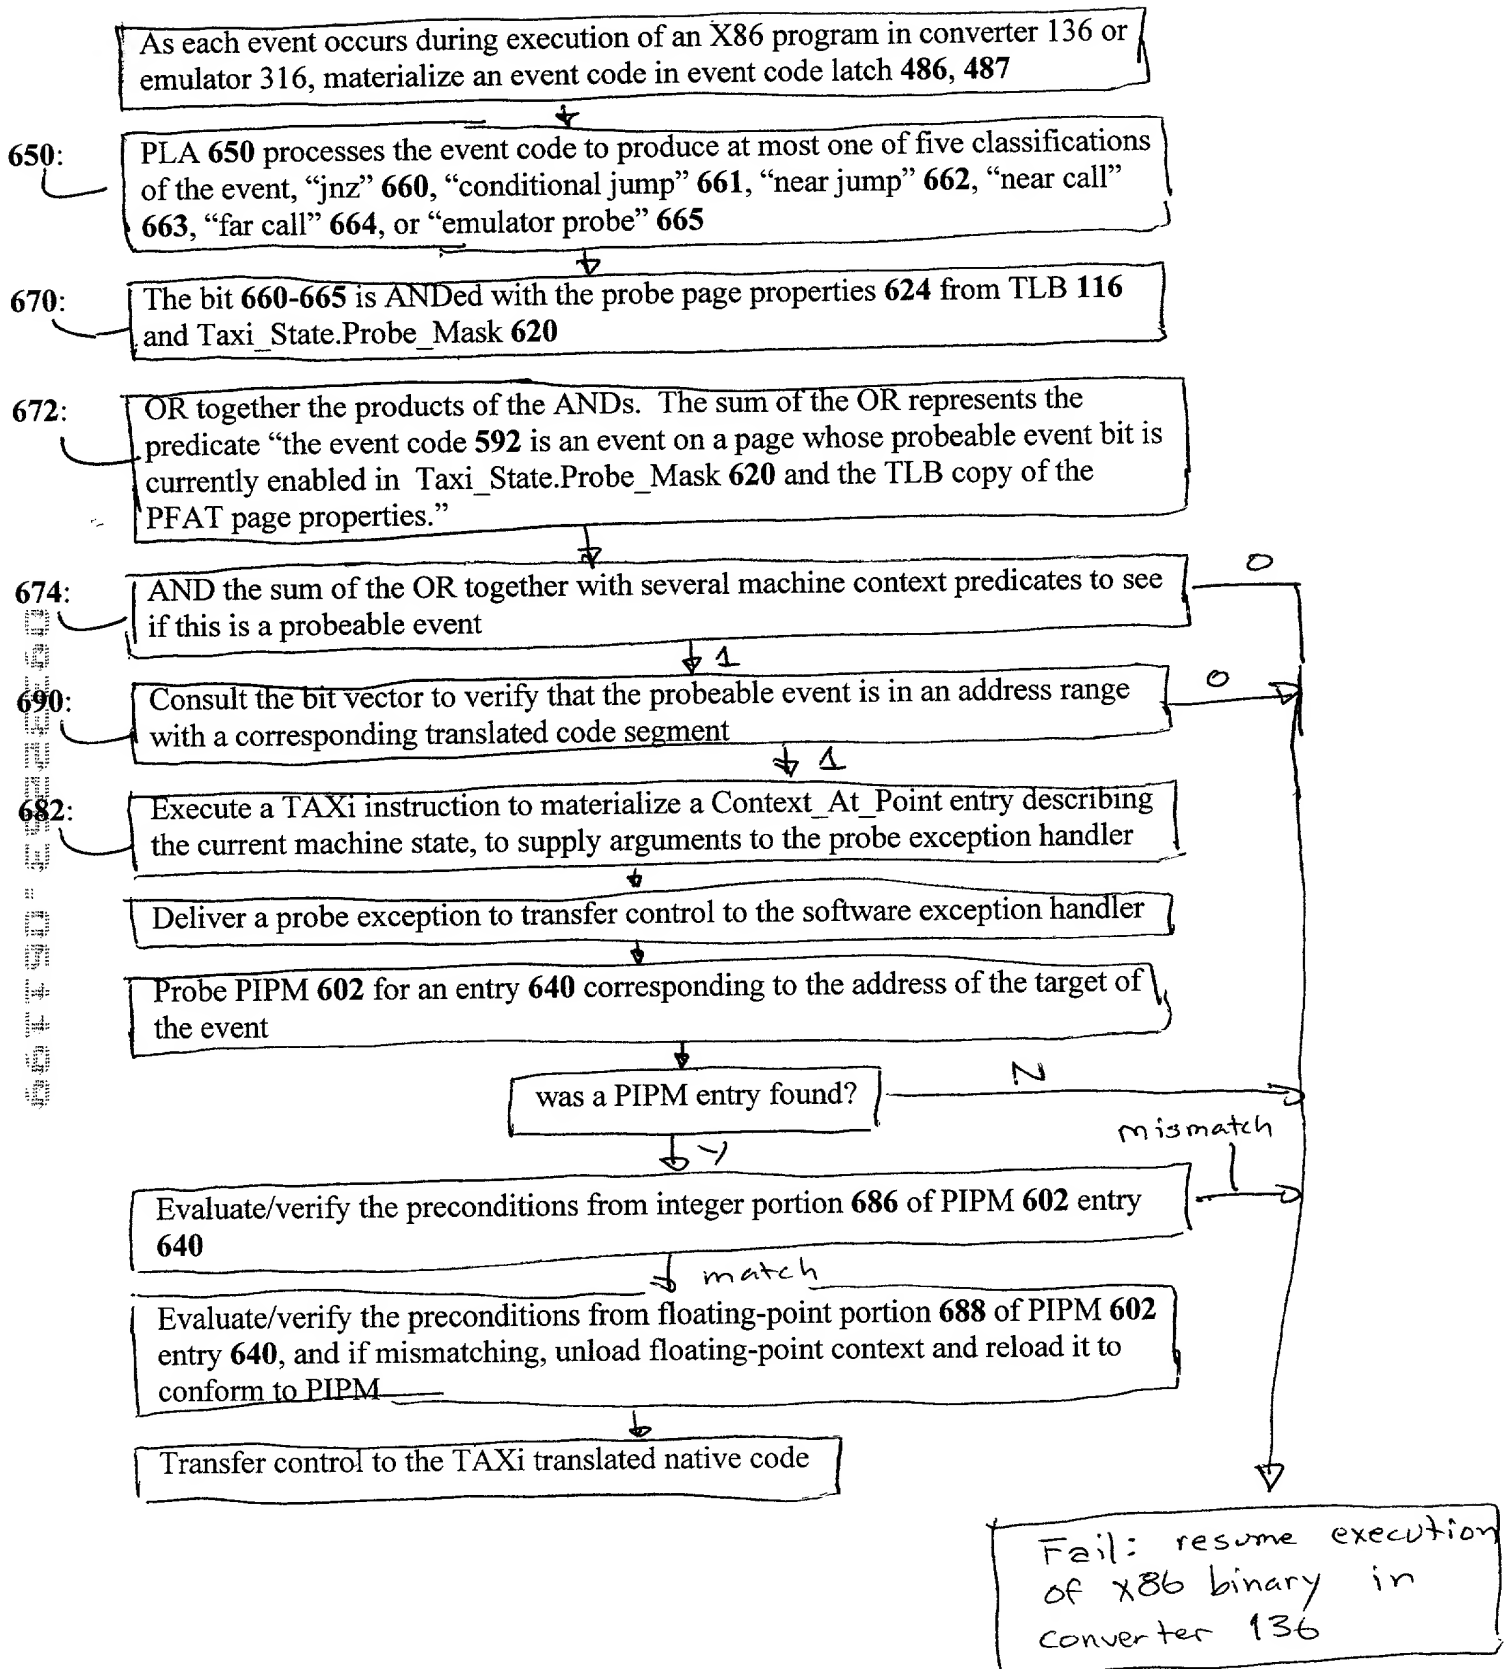 As each event occurs during execution of an X86 program in converter 136 or
emulator 316, materialize an event code in event code latch 486, 487
650:
PLA 650 processes the event code to produce at most one of five classifications
of the event, “jnz” 660, “conditional jump” 661, “near jump” 662, “near call”
663, “far call” 664, or “emulator probe” 665
670:
The bit 660-665 is ANDed with the probe page properties 624 from TLB 116
and Taxi_State.Probe_Mask 620
672:
OR together the products of the ANDs. The sum of the OR represents the
predicate “the event code 592 is an event on a page whose probeable event bit is
currently enabled in Taxi_State.Probe_Mask 620 and the TLB copy of the
PFAT page properties.”
674:
AND the sum of the OR together with several machine context predicates to see
if this is a probeable event
0
1
690:
Consult the bit vector to verify that the probeable event is in an address range
with a corresponding translated code segment
0
1
682:
Execute a TAXi instruction to materialize a Context_At_Point entry describing
the current machine state, to supply arguments to the probe exception handler
Deliver a probe exception to transfer control to the software exception handler
Probe PIPM 602 for an entry 640 corresponding to the address of the target of
the event
was a PIPM entry found?
N
Y
mismatch
Evaluate/verify the preconditions from integer portion 686 of PIPM 602 entry
640
match
Evaluate/verify the preconditions from floating-point portion 688 of PIPM 602
entry 640, and if mismatching, unload floating-point context and reload it to
conform to PIPM
Transfer control to the TAXi translated native code
Fail: resume execution
of x86 binary in
converter 136